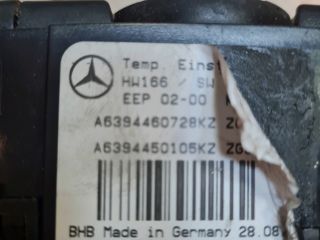 Temp. Einst
HW166 / SW
EEP 02-00
A6394460728KZ
A6394450105KZ
BHB Made in Germany 28.08